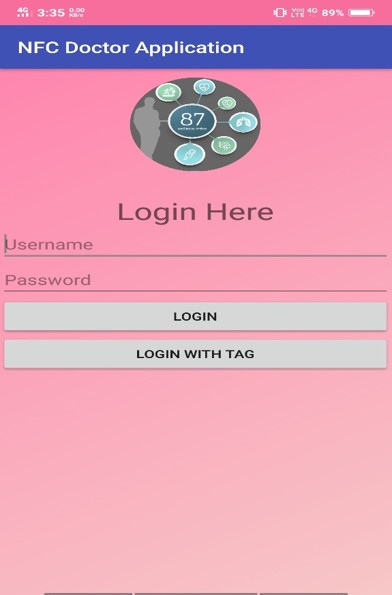 4G 3:35 0.00 KB/s Vo) LTE 4G 89%
NFC Doctor Application
87
Login Here
Username
Password
LOGIN
LOGIN WITH TAG